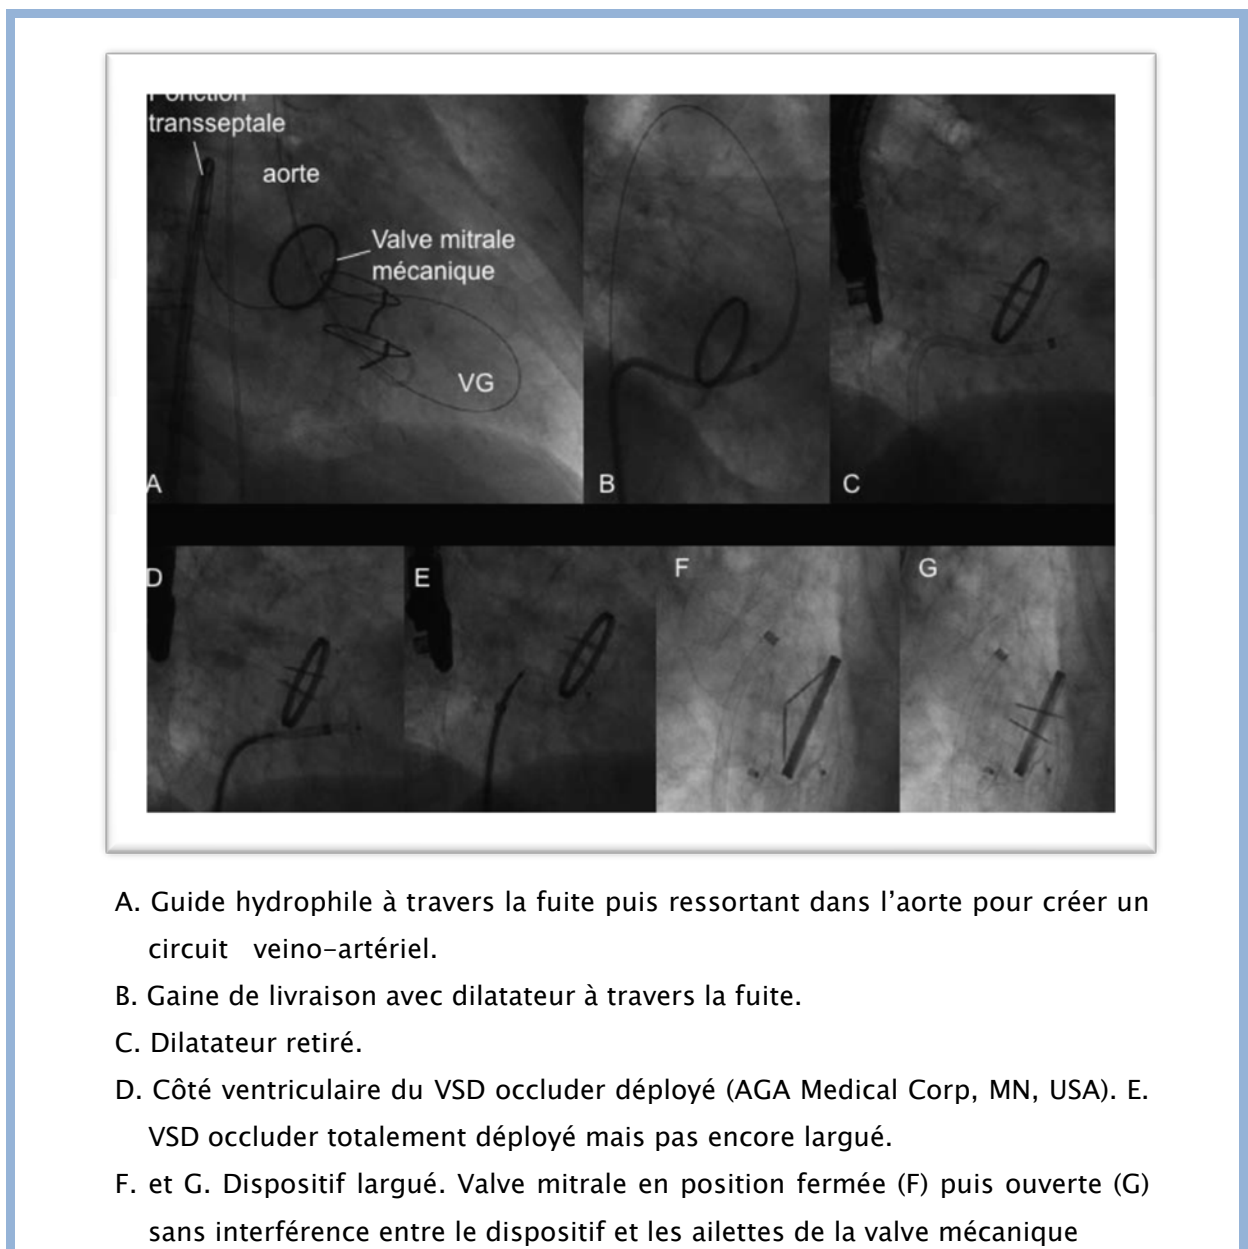 Ponction
transseptale
aorte
Valve mitrale
mécanique
VG
A
B
C
D
E
F
G
A. Guide hydrophile à travers la fuite puis ressortant dans l’aorte pour créer un
circuit veino-artériel.
B. Gaine de livraison avec dilatateur à travers la fuite.
C. Dilatateur retiré.
D. Côté ventriculaire du VSD occluder déployé (AGA Medical Corp, MN, USA). E.
VSD occluder totalement déployé mais pas encore largué.
F. et G. Dispositif largué. Valve mitrale en position fermée (F) puis ouverte (G)
sans interférence entre le dispositif et les ailettes de la valve mécanique